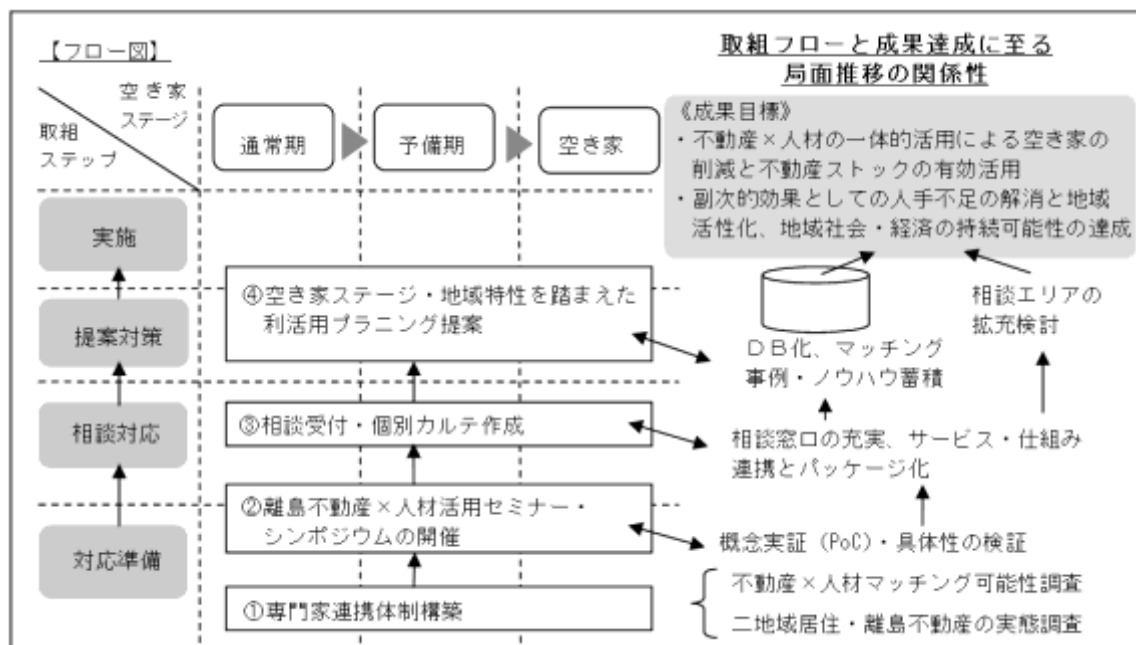 【フロー図】
取組フローと成果達成に至る
局面推移の関係性
空き家
ステージ
取組
ステップ
通常期
予備期
空き家
《成果目標》
・不動産×人材の一体的活用による空き家の
削減と不動産ストックの有効活用
・副次的効果としての人手不足の解消と地域
活性化、地域社会・経済の持続可能性の達成
実施
提案対策
相談対応
対応準備
④空き家ステージ・地域特性を踏まえた
利活用プラニング提案
③相談受付・個別カルテ作成
②離島不動産×人材活用セミナー・
シンポジウムの開催
①専門家連携体制構築
相談エリアの
拡充検討
ＤＢ化、マッチング
事例・ノウハウ蓄積
相談窓口の充実、サービス・仕組み
連携とパッケージ化
概念実証（PoC）・具体性の検証
不動産×人材マッチング可能性調査
二地域居住・離島不動産の実態調査